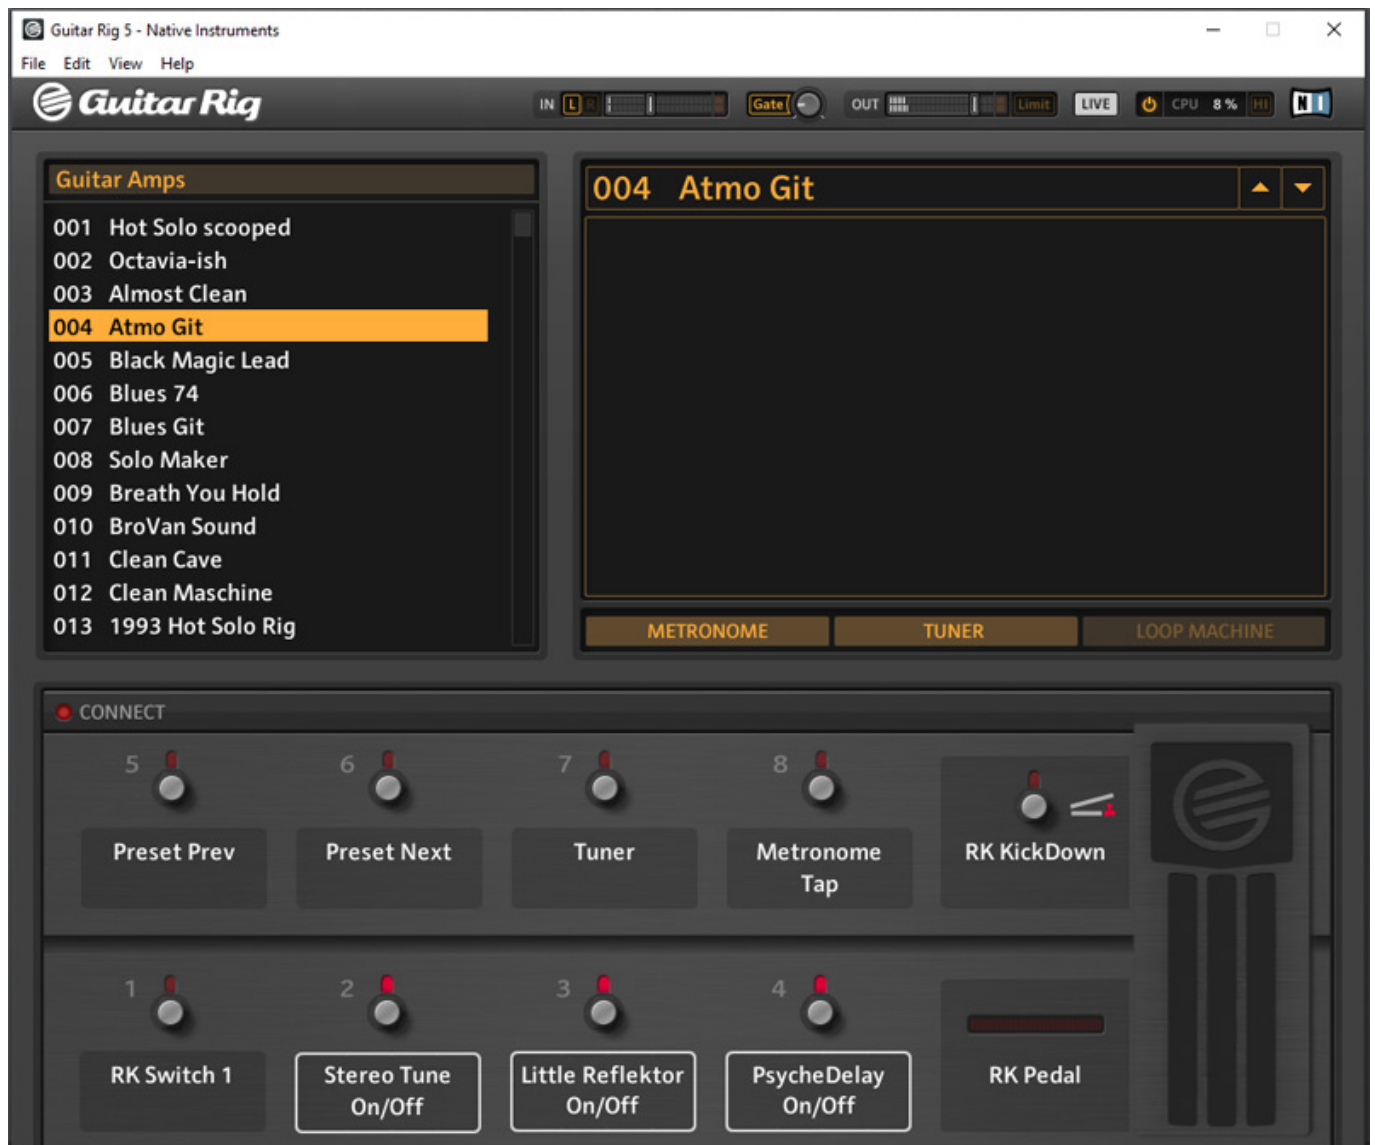 Guitar Rig 5 - Native Instruments
File Edit View Help
Guitar Rig
IN L R Gate OUT Limit LIVE CPU 8 % HI N I
Guitar Amps
001 Hot Solo scooped
002 Octavia-ish
003 Almost Clean
004 Atmo Git
005 Black Magic Lead
006 Blues 74
007 Blues Git
008 Solo Maker
009 Breath You Hold
010 BroVan Sound
011 Clean Cave
012 Clean Maschine
013 1993 Hot Solo Rig
004 Atmo Git
METRONOME TUNER LOOP MACHINE
CONNECT
5 6 7 8
Preset Prev Preset Next Tuner Metronome RK KickDown
Tap
1 2 3 4
RK Switch 1 Stereo Tune Little Reflektor PsycheDelay RK Pedal
On/Off On/Off On/Off